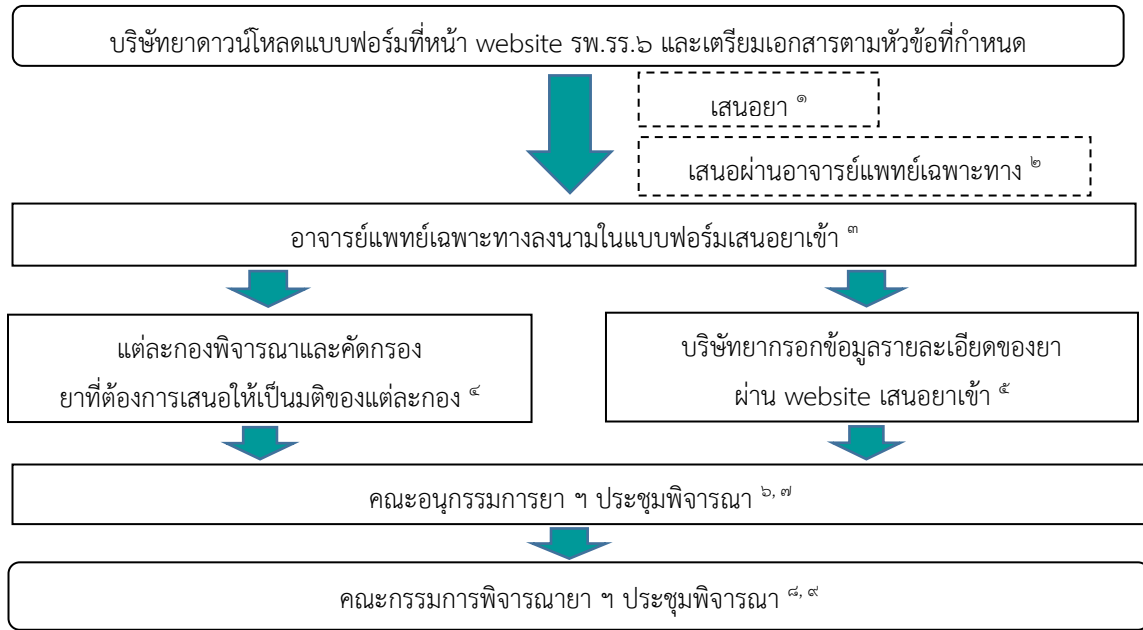 บริษัทยาดาวน์โหลดแบบฟอร์มที่หน้า website รพ.รร.๖ และเตรียมเอกสารตามหัวข้อที่กำหนด
เสนอยา ๑
เสนอผ่านอาจารย์แพทย์เฉพาะทาง ๒
อาจารย์แพทย์เฉพาะทางลงนามในแบบฟอร์มเสนอยาเข้า ๓
แต่ละกองพิจารณาและคัดกรอง
ยาที่ต้องการเสนอให้เป็นมติของแต่ละกอง ๔
บริษัทยากรอกข้อมูลรายละเอียดของยา
ผ่าน website เสนอยาเข้า ๕
คณะอนุกรรมการยา ฯ ประชุมพิจารณา ๖, ๗
คณะกรรมการพิจารณายา ฯ ประชุมพิจารณา ๘, ๙